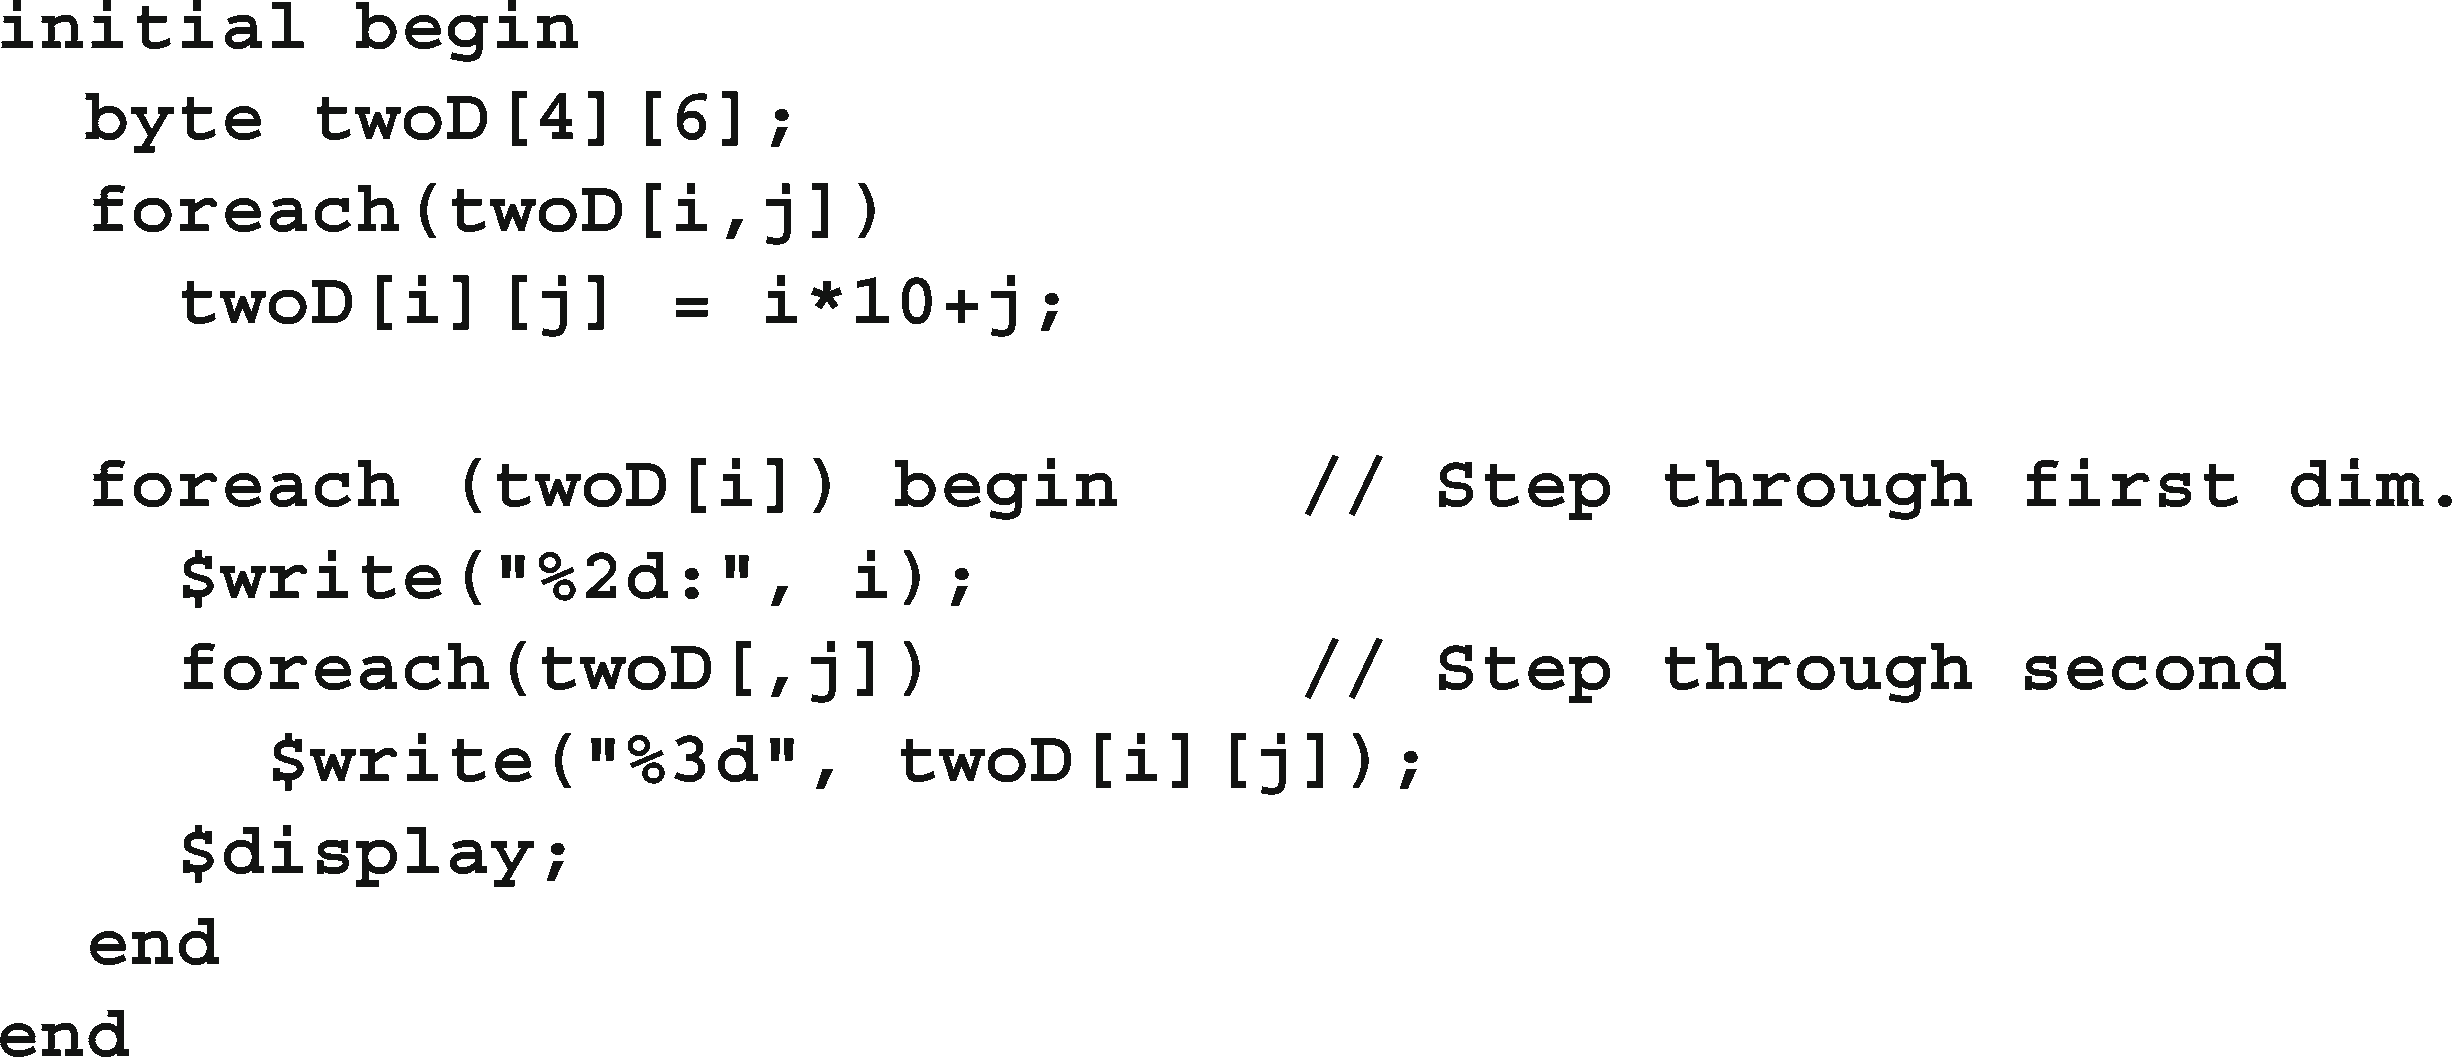 initial begin
  byte twoD[4][6];
  foreach(twoD[i,j])
    twoD[i][j] = i*10+j;

  foreach (twoD[i]) begin    // Step through first dim.
    $write("%2d:", i);
    foreach(twoD[,j])        // Step through second
      $write("%3d", twoD[i][j]);
    $display;
  end
end